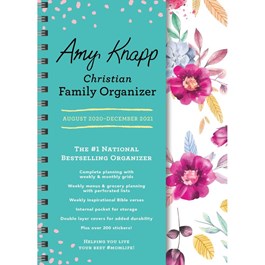 Amy Knapp
Christian
Family Organizer
AUGUST 2020-DECEMBER 2021
THE #1 NATIONAL
BESTSELLING ORGANIZER
Complete planning with
weekly & monthly grids
Weekly menus & grocery planning
with perforated lists
Weekly inspirational Bible verses
Internal pocket for storage
Double layer covers for added durability
Plus over 300 stickers!
HELPING YOU LIVE
YOUR BEST #MOMLIFE!